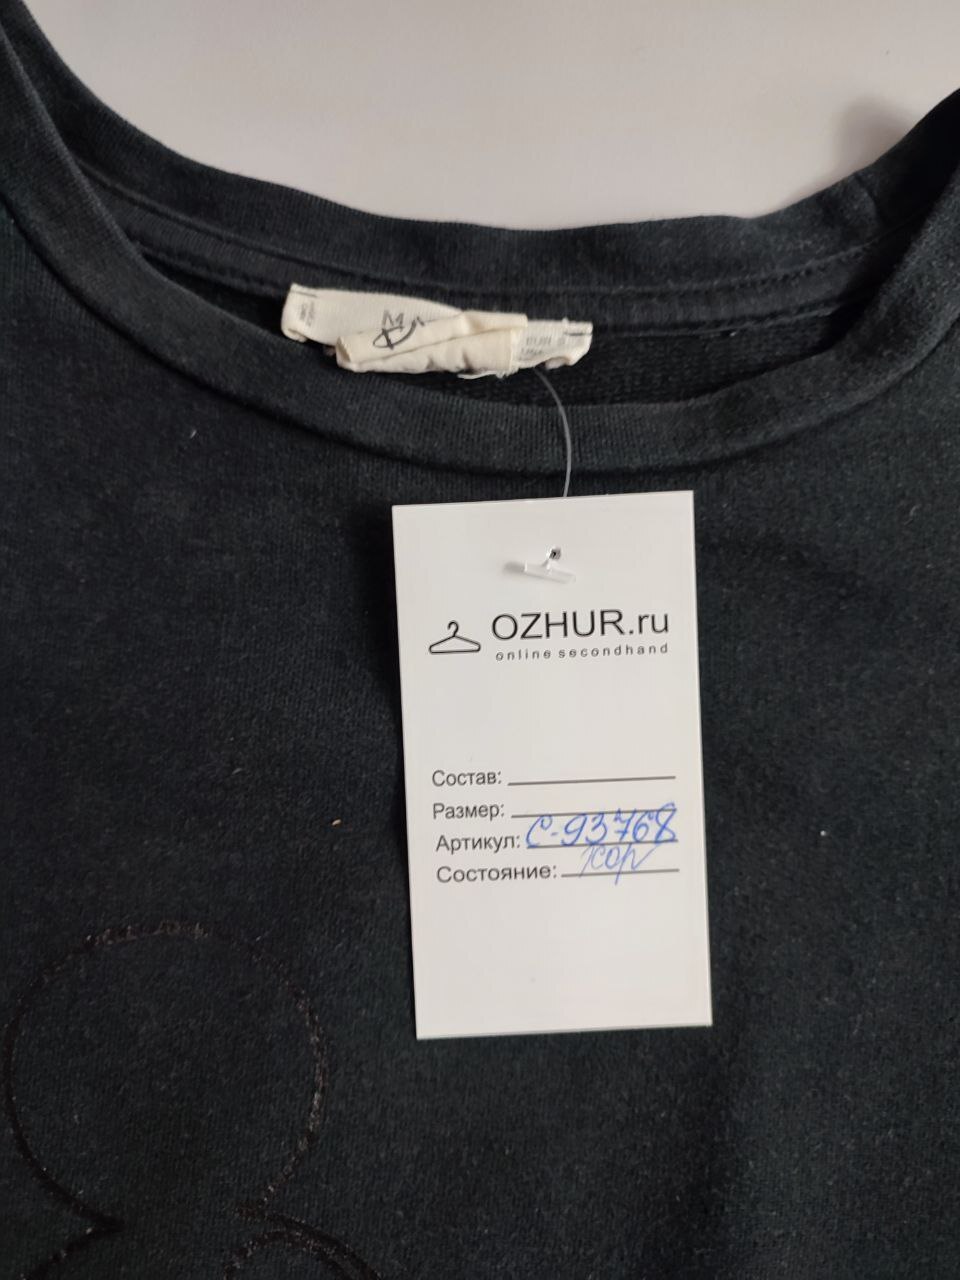 OZHUR.ru
online secondhand
Состав:
Размер:
Артикул: С-93768
Состояние: хор